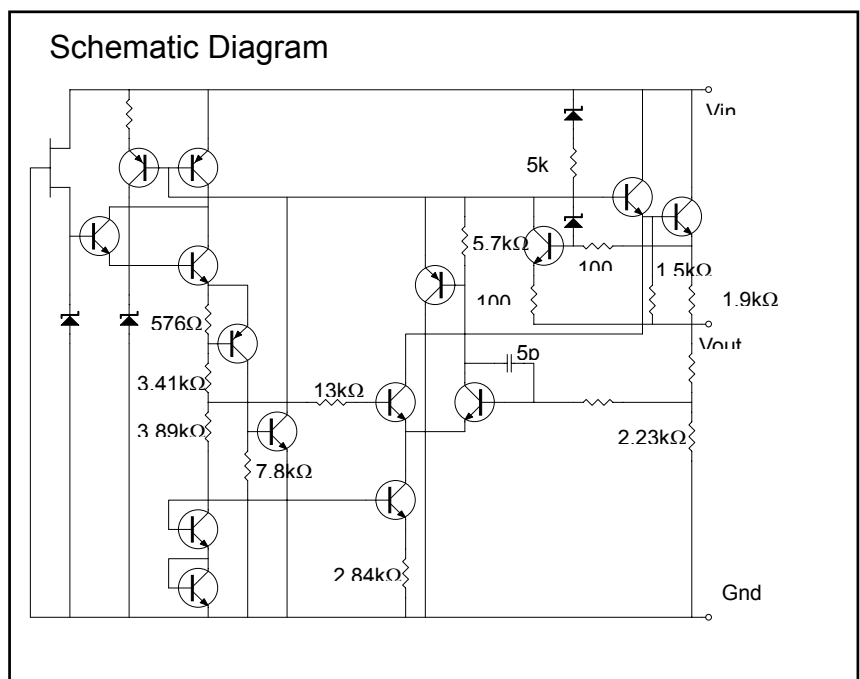 Schematic Diagram
Vin
5k
5.7kΩ
100
100
1.5kΩ
1.9kΩ
576Ω
Vout
5p
3.41kΩ
13kΩ
3.89kΩ
2.23kΩ
7.8kΩ
2.84kΩ
Gnd